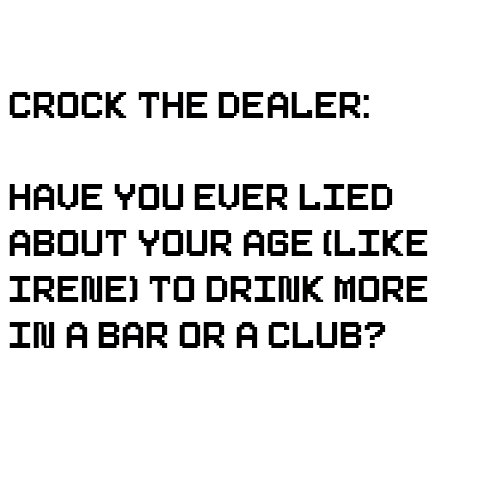 CROCK THE DEALER:
HAVE YOU EVER LIED
ABOUT YOUR AGE (LIKE
IRENE) TO DRINK MORE
IN A BAR OR A CLUB?